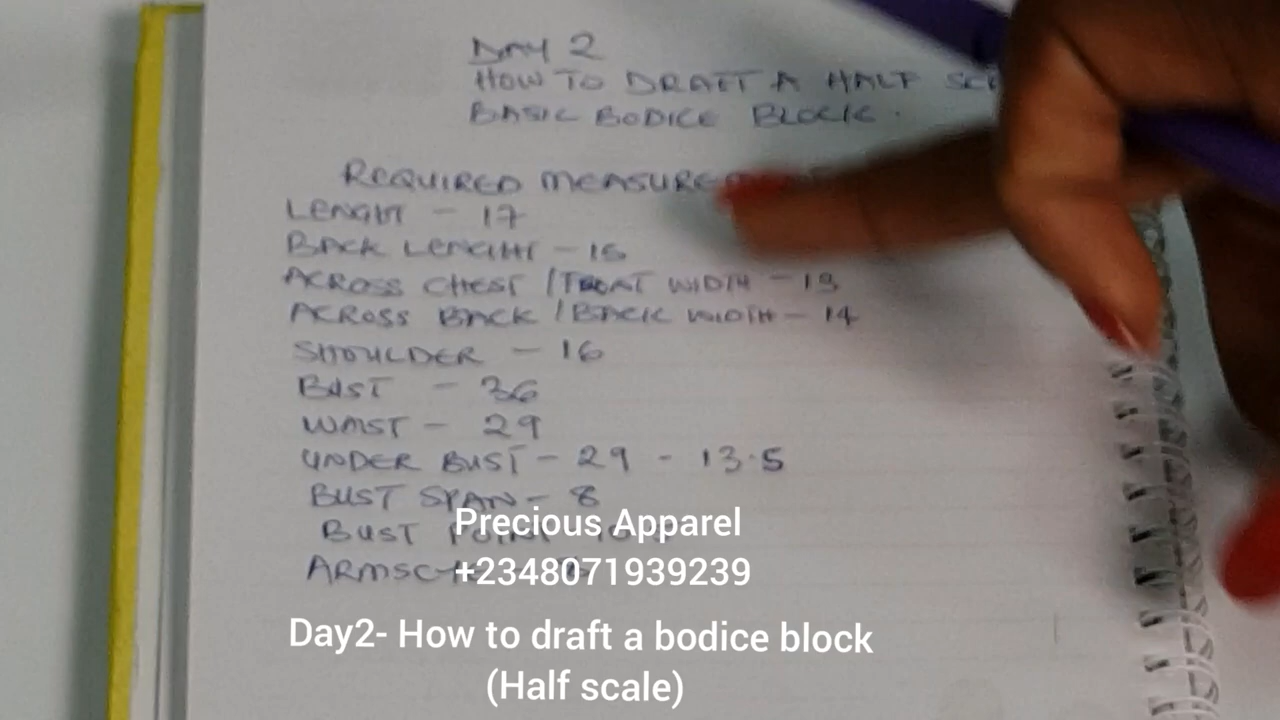 DAY 2
HOW TO DRAFT A HALF
BASIC BODICE BLOCK.
REQUIRED
LENGHT - 17
BACK LENGHT - 15
ACROSS CHEST / WIDTH - 13
ACROSS BACK / BACK WIDTH - 14
SHOULDER - 16
BUST - 36
WAIST - 29
UNDER BUST - 29 - 13.5
BUST SPAN - 8
BUST
Precious Apparel
+2348071939239
Day2- How to draft a bodice block
(Half scale)